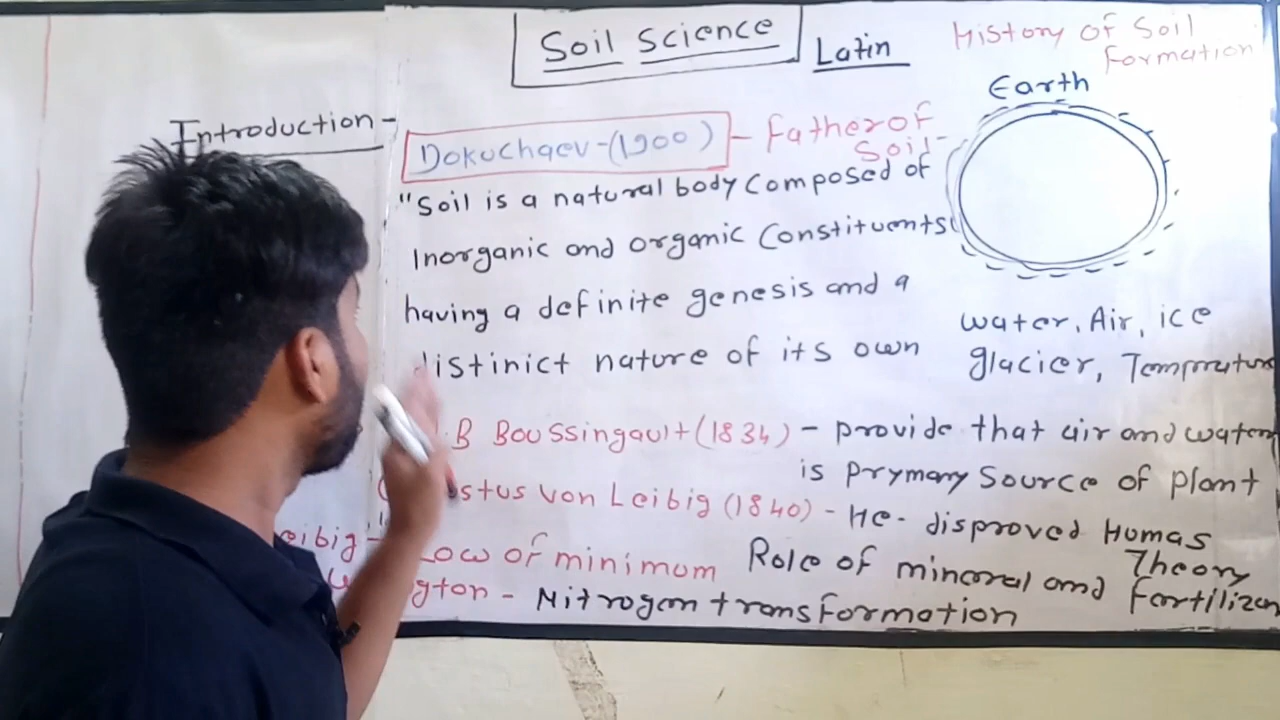 Soil Science
Latin
History of Soil
Formation
Earth
Introduction -
Dokuchaev-(1900) - Father of
Soil-
"Soil is a natural body composed of
Inorganic and organic Constituents
having a definite genesis and a
distinict nature of its own
water, Air, ice
glacier, Temprature
.B Boussingault (1834) - provide that air and water
is prymary Source of plant
stus von Leibig (1840) - He- disproved Humas
Theory
eibig - Low of minimum Role of mineral and Fertilizer
gton - Nitrogen transformation